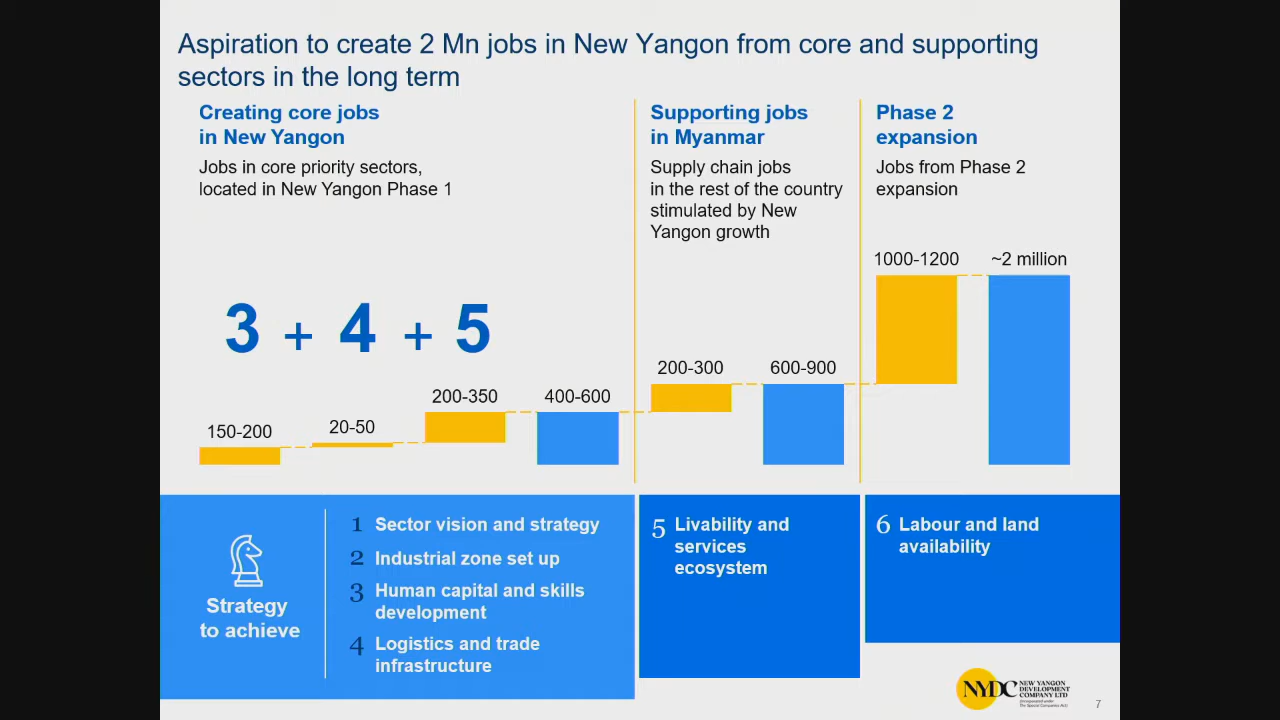 Aspiration to create 2 Mn jobs in New Yangon from core and supporting
sectors in the long term
Creating core jobs
in New Yangon
Jobs in core priority sectors,
located in New Yangon Phase 1
Supporting jobs
in Myanmar
Supply chain jobs
in the rest of the country
stimulated by New
Yangon growth
Phase 2
expansion
Jobs from Phase 2
expansion
3 + 4 + 5
150-200
20-50
200-350
400-600
200-300
600-900
1000-1200
~2 million
Strategy
to achieve
1 Sector vision and strategy
2 Industrial zone set up
3 Human capital and skills
development
4 Logistics and trade
infrastructure
5 Livability and
services
ecosystem
6 Labour and land
availability
NYDC
NEW YANGON
DEVELOPMENT
COMPANY LTD
(Incorporated under
The Special Companies Act)
7